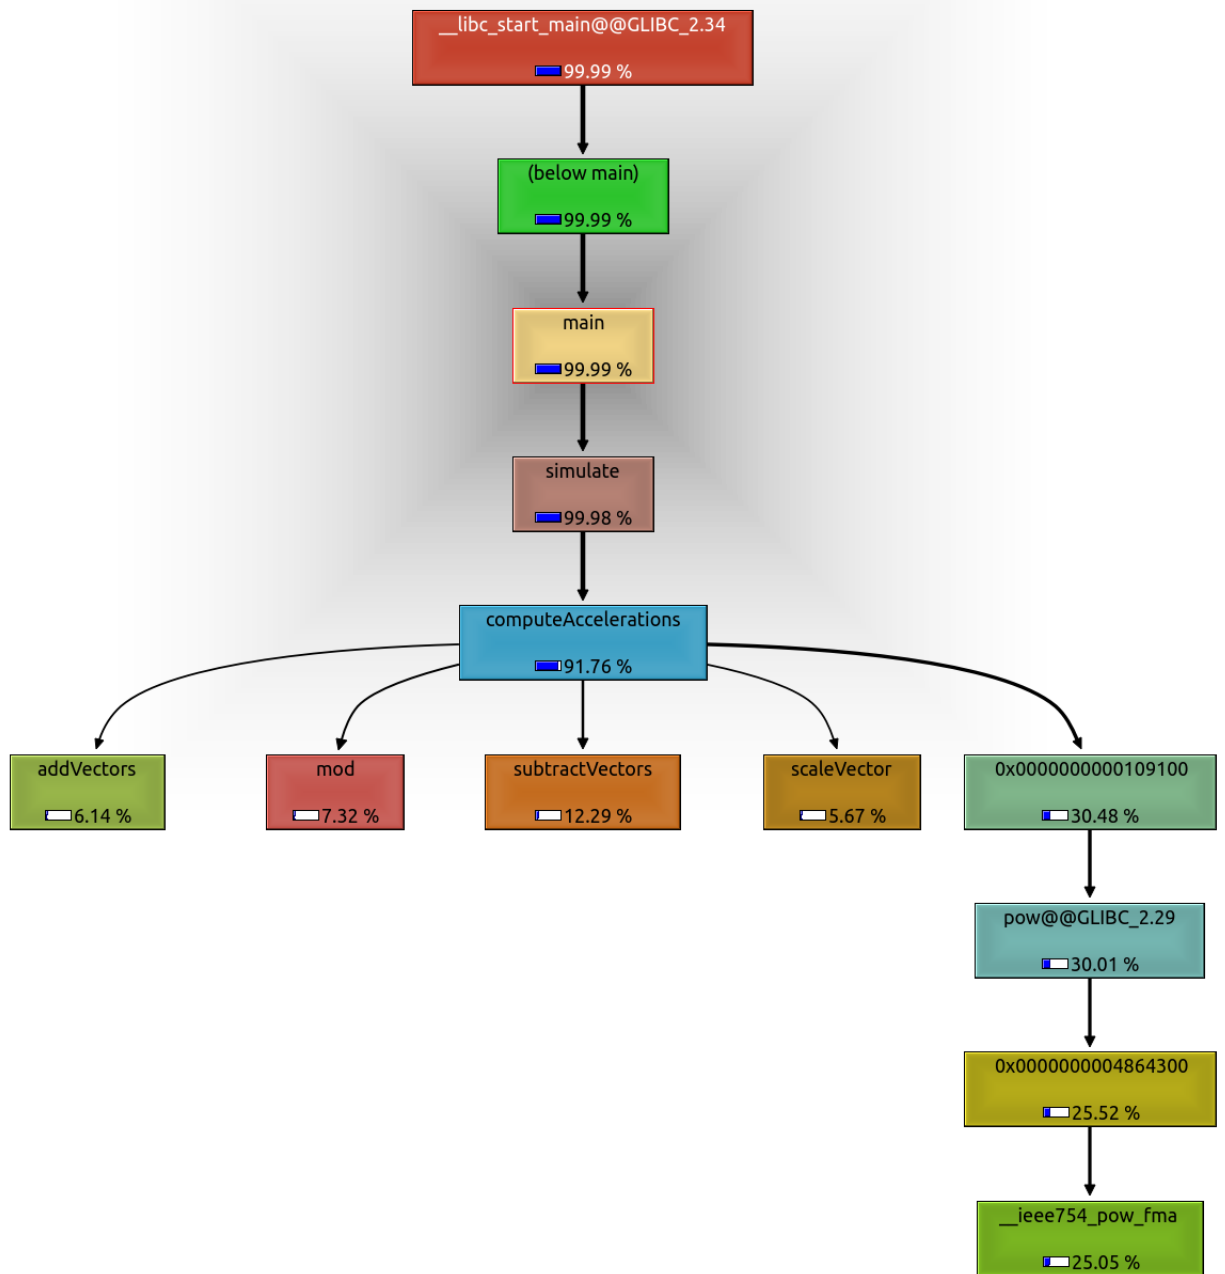 __libc_start_main@@GLIBC_2.34
99.99 %
(below main)
99.99 %
main
99.99 %
simulate
99.98 %
computeAccelerations
91.76 %
addVectors
6.14 %
mod
7.32 %
subtractVectors
12.29 %
scaleVector
5.67 %
0x0000000000109100
30.48 %
pow@@GLIBC_2.29
30.01 %
0x0000000004864300
25.52 %
__ieee754_pow_fma
25.05 %